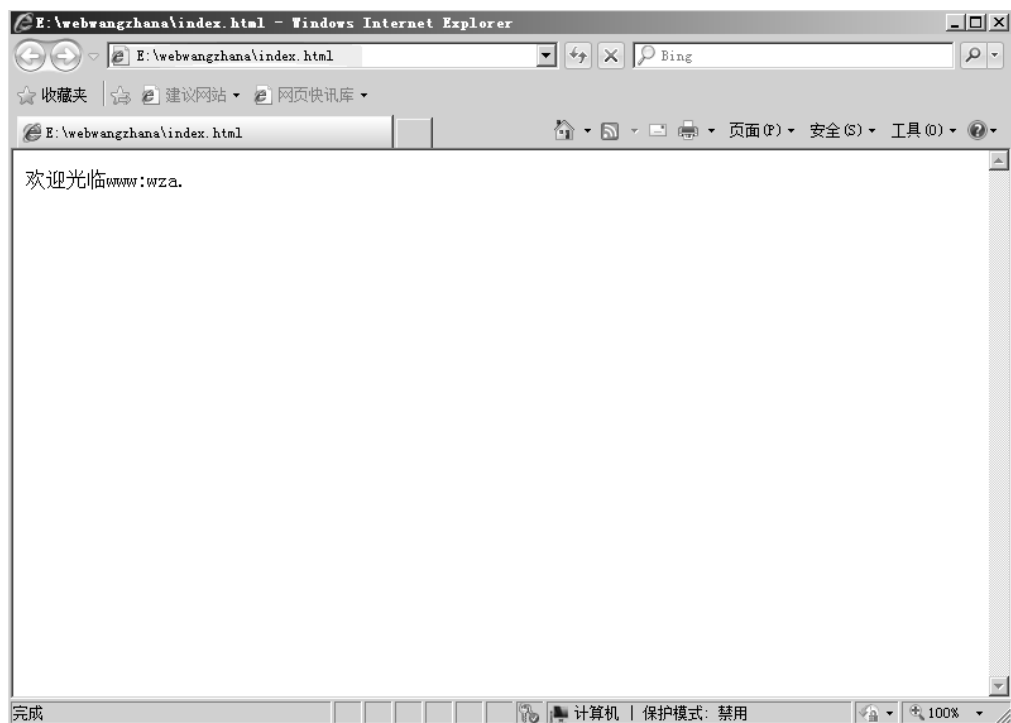 E:\webwangzhana\index.html - Windows Internet Explorer
E:\webwangzhana\index.html
Bing
收藏夹 建议网站 网页快讯库
E:\webwangzhana\index.html 页面(P) 安全(S) 工具(O)
欢迎光临www:wza.
完成 计算机 | 保护模式: 禁用 100%